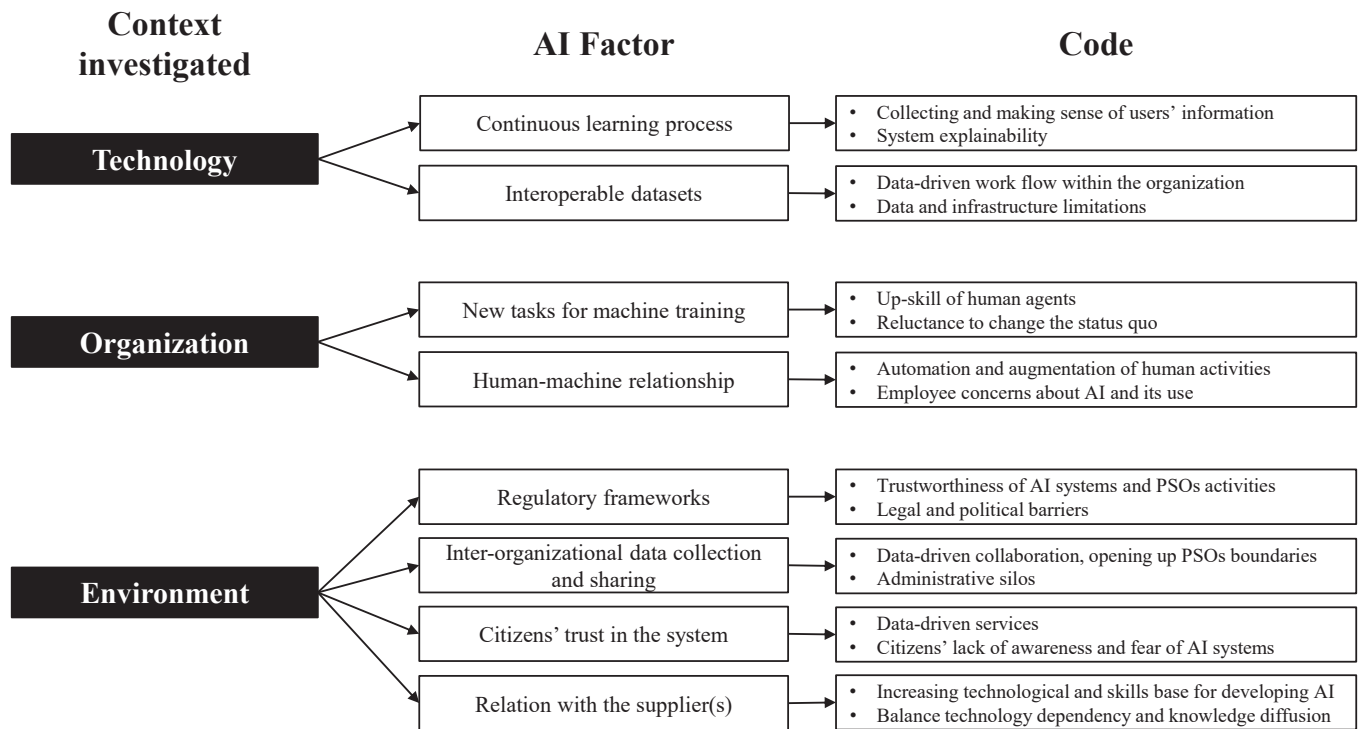 Context
investigated
AI Factor
Code
Technology
Continuous learning process
• Collecting and making sense of users’ information
• System explainability
Interoperable datasets
• Data-driven work flow within the organization
• Data and infrastructure limitations
Organization
New tasks for machine training
• Up-skill of human agents
• Reluctance to change the status quo
Human-machine relationship
• Automation and augmentation of human activities
• Employee concerns about AI and its use
Environment
Regulatory frameworks
• Trustworthiness of AI systems and PSOs activities
• Legal and political barriers
Inter-organizational data collection
and sharing
• Data-driven collaboration, opening up PSOs boundaries
• Administrative silos
Citizens’ trust in the system
• Data-driven services
• Citizens’ lack of awareness and fear of AI systems
Relation with the supplier(s)
• Increasing technological and skills base for developing AI
• Balance technology dependency and knowledge diffusion